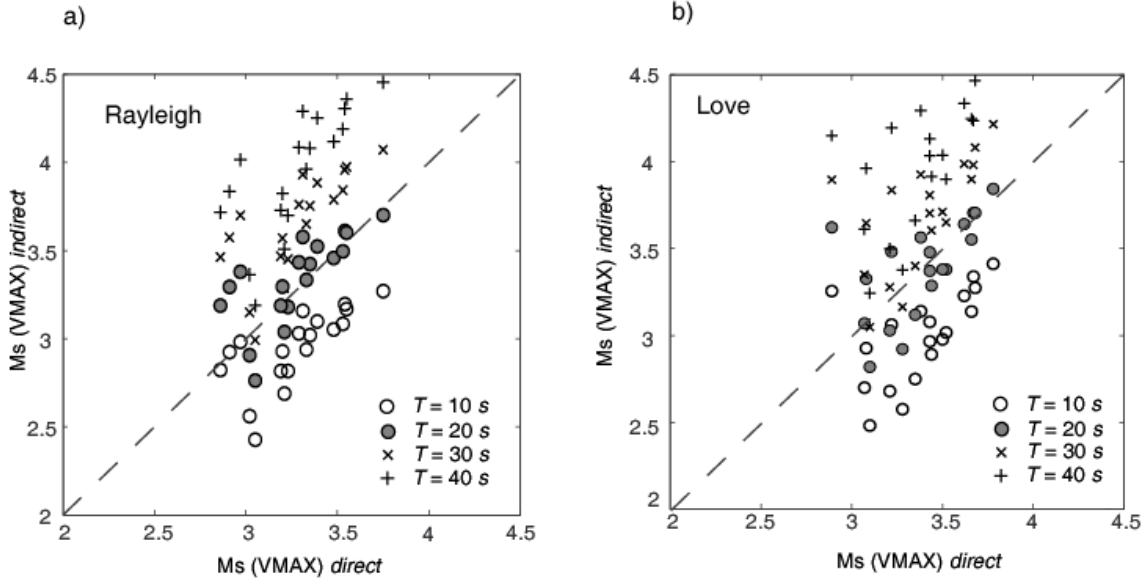 a)
4.5
4
3.5
3
2.5
2
2
2.5
3
3.5
4
4.5
Rayleigh
T = 10 s
T = 20 s
T = 30 s
T = 40 s
Ms (VMAX) indirect
Ms (VMAX) direct
b)
4.5
4
3.5
3
2.5
2
2
2.5
3
3.5
4
4.5
Love
T = 10 s
T = 20 s
T = 30 s
T = 40 s
Ms (VMAX) indirect
Ms (VMAX) direct